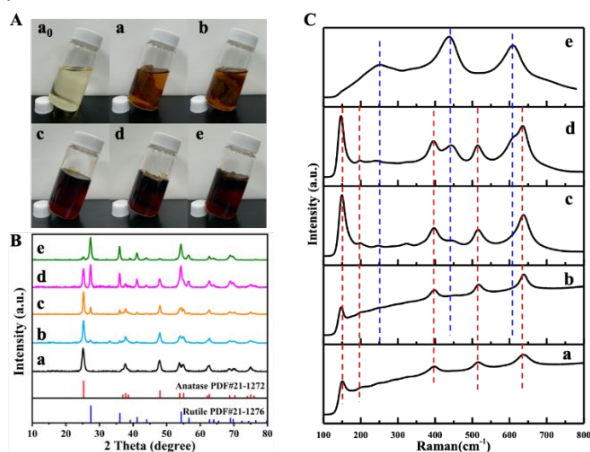 A
a0
a
b
c
d
e
B
e
d
c
b
a
Anatase PDF#21-1272
Rutile PDF#21-1276
Intensity (a.u.)
10 20 30 40 50 60 70 80
2 Theta (degree)
C
e
d
c
b
a
Intensity (a.u.)
100 200 300 400 500 600 700 800
Raman(cm-1)